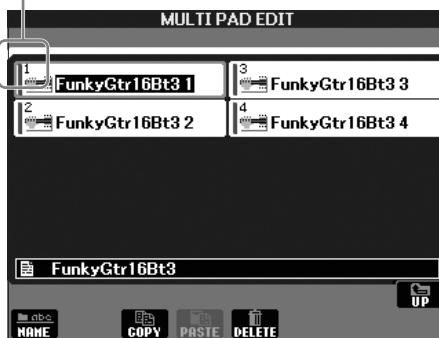 MULTI PAD EDIT
1 FunkyGtr16Bt3 1
3 FunkyGtr16Bt3 3
2 FunkyGtr16Bt3 2
4 FunkyGtr16Bt3 4
FunkyGtr16Bt3
UP
abc
NAME COPY PASTE DELETE